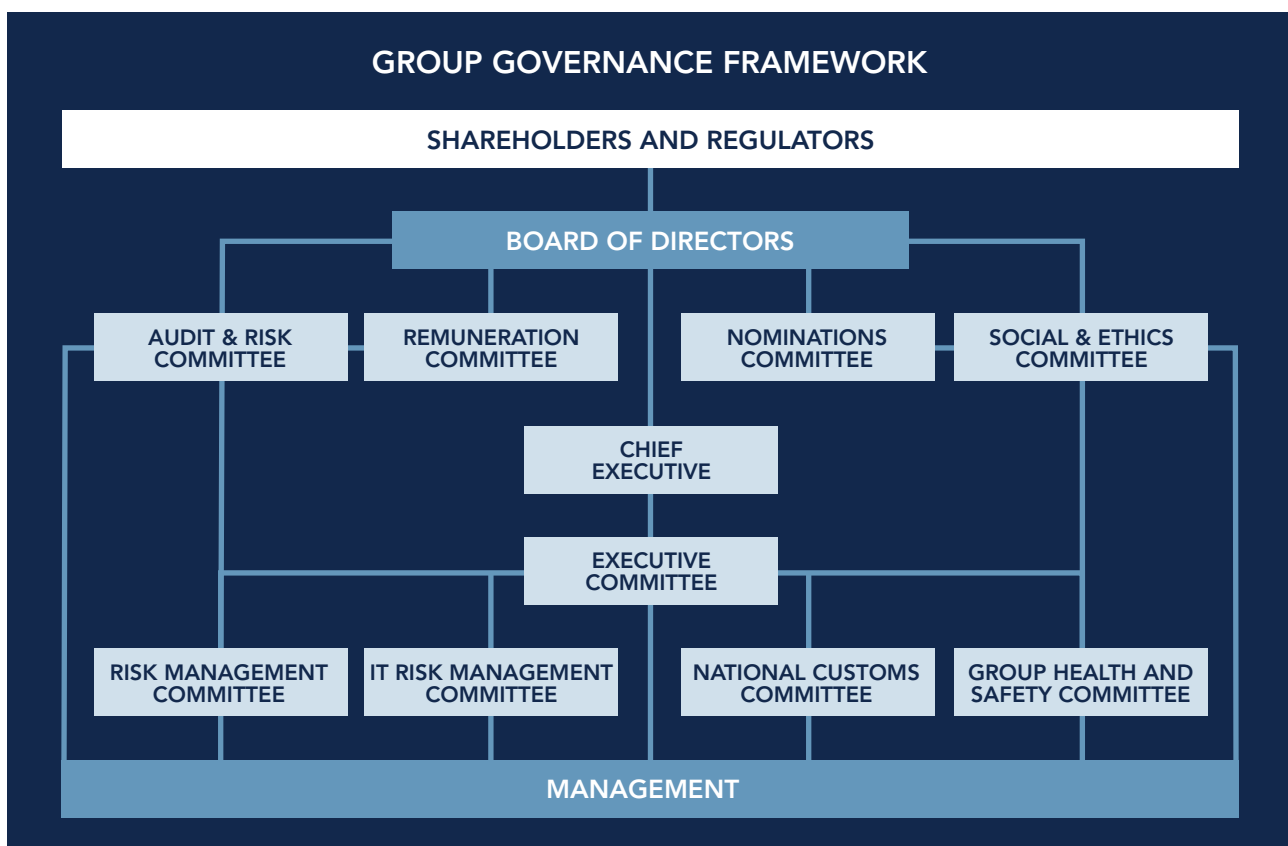 GROUP GOVERNANCE FRAMEWORK
SHAREHOLDERS AND REGULATORS
BOARD OF DIRECTORS
AUDIT & RISK
COMMITTEE
REMUNERATION
COMMITTEE
NOMINATIONS
COMMITTEE
SOCIAL & ETHICS
COMMITTEE
CHIEF
EXECUTIVE
EXECUTIVE
COMMITTEE
RISK MANAGEMENT
COMMITTEE
IT RISK MANAGEMENT
COMMITTEE
NATIONAL CUSTOMS
COMMITTEE
GROUP HEALTH AND
SAFETY COMMITTEE
MANAGEMENT